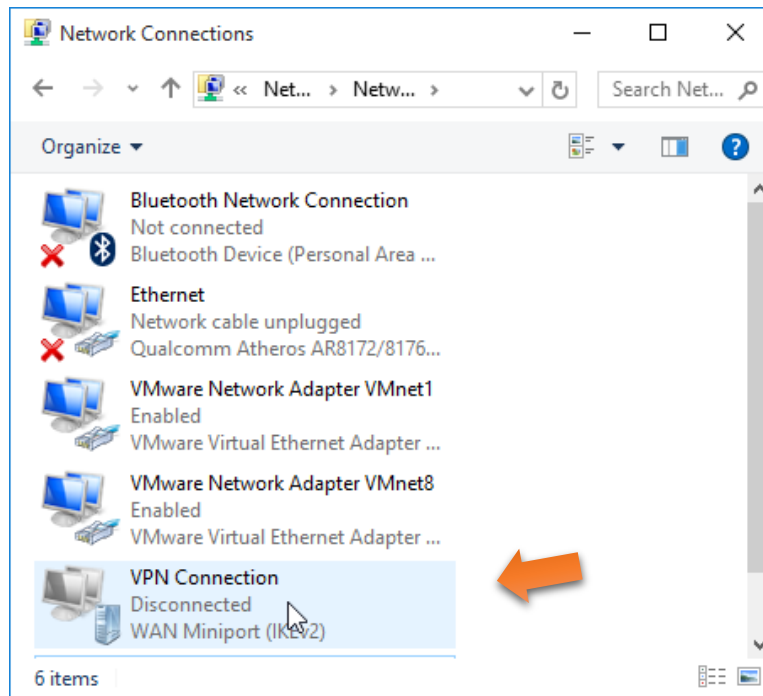 Network Connections
« Net... › Netw... ›
Search Net...
Organize
Bluetooth Network Connection
Not connected
Bluetooth Device (Personal Area ...
Ethernet
Network cable unplugged
Qualcomm Atheros AR8172/8176...
VMware Network Adapter VMnet1
Enabled
VMware Virtual Ethernet Adapter ...
VMware Network Adapter VMnet8
Enabled
VMware Virtual Ethernet Adapter ...
VPN Connection
Disconnected
WAN Miniport (IKEv2)
6 items